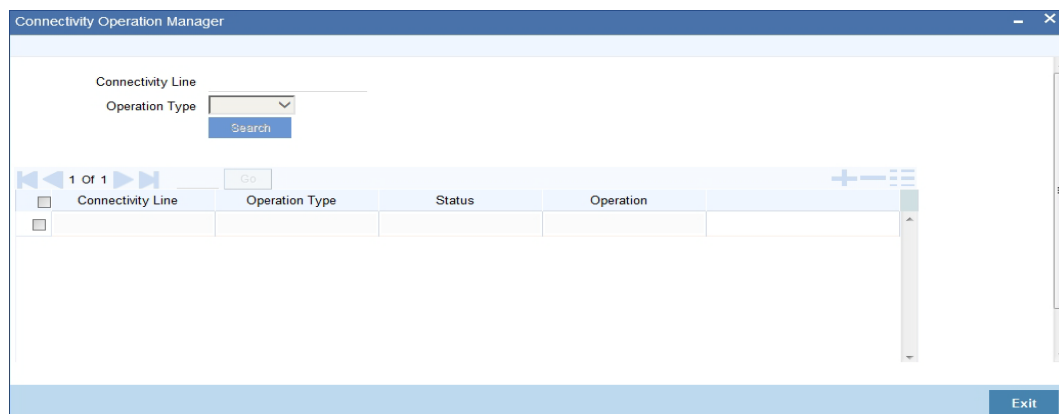 Connectivity Operation Manager
Connectivity Line
Operation Type
Search
1 Of 1 Go
Connectivity Line Operation Type Status Operation
Exit